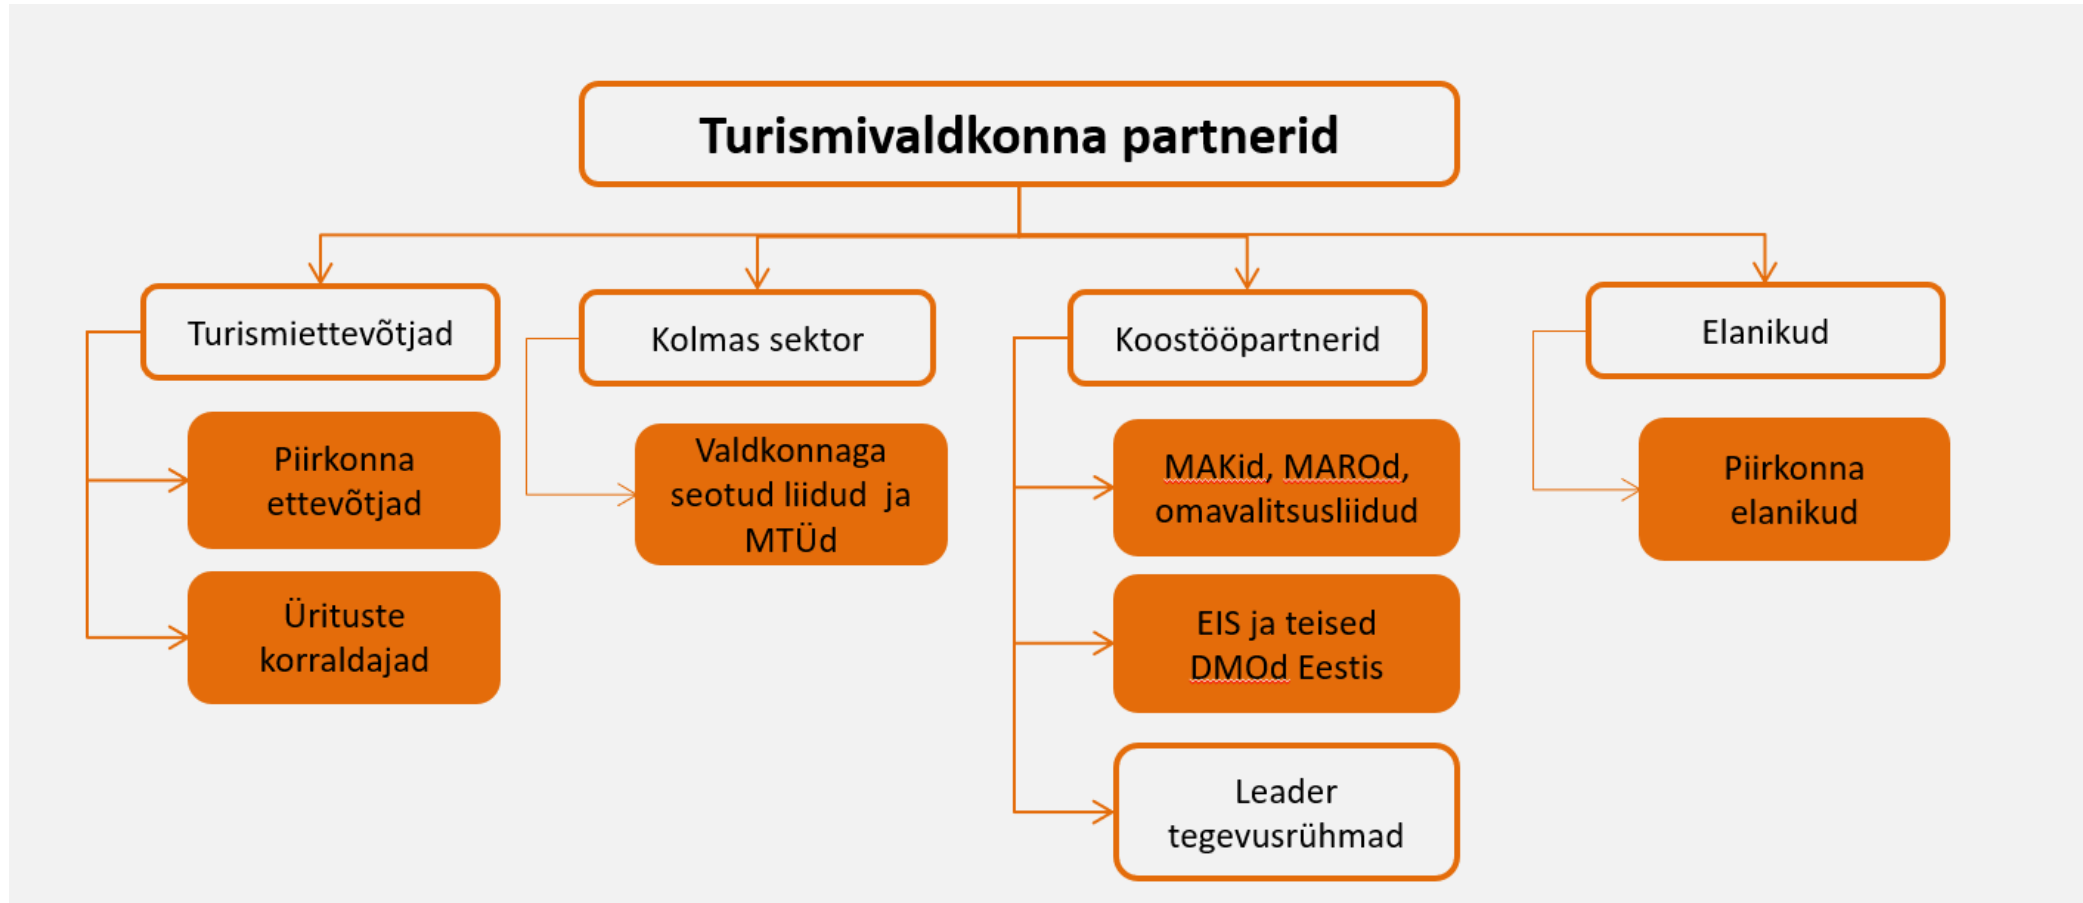 Turismivaldkonna partnerid
Turismiettevõtjad
Piirkonna
ettevõtjad
Ürituste
korraldajad
Kolmas sektor
Valdkonnaga
seotud liidud ja
MTÜd
Koostööpartnerid
MAKid, MAROd,
omavalitsusliidud
EIS ja teised
DMOd Eestis
Leader
tegevusrühmad
Elanikud
Piirkonna
elanikud